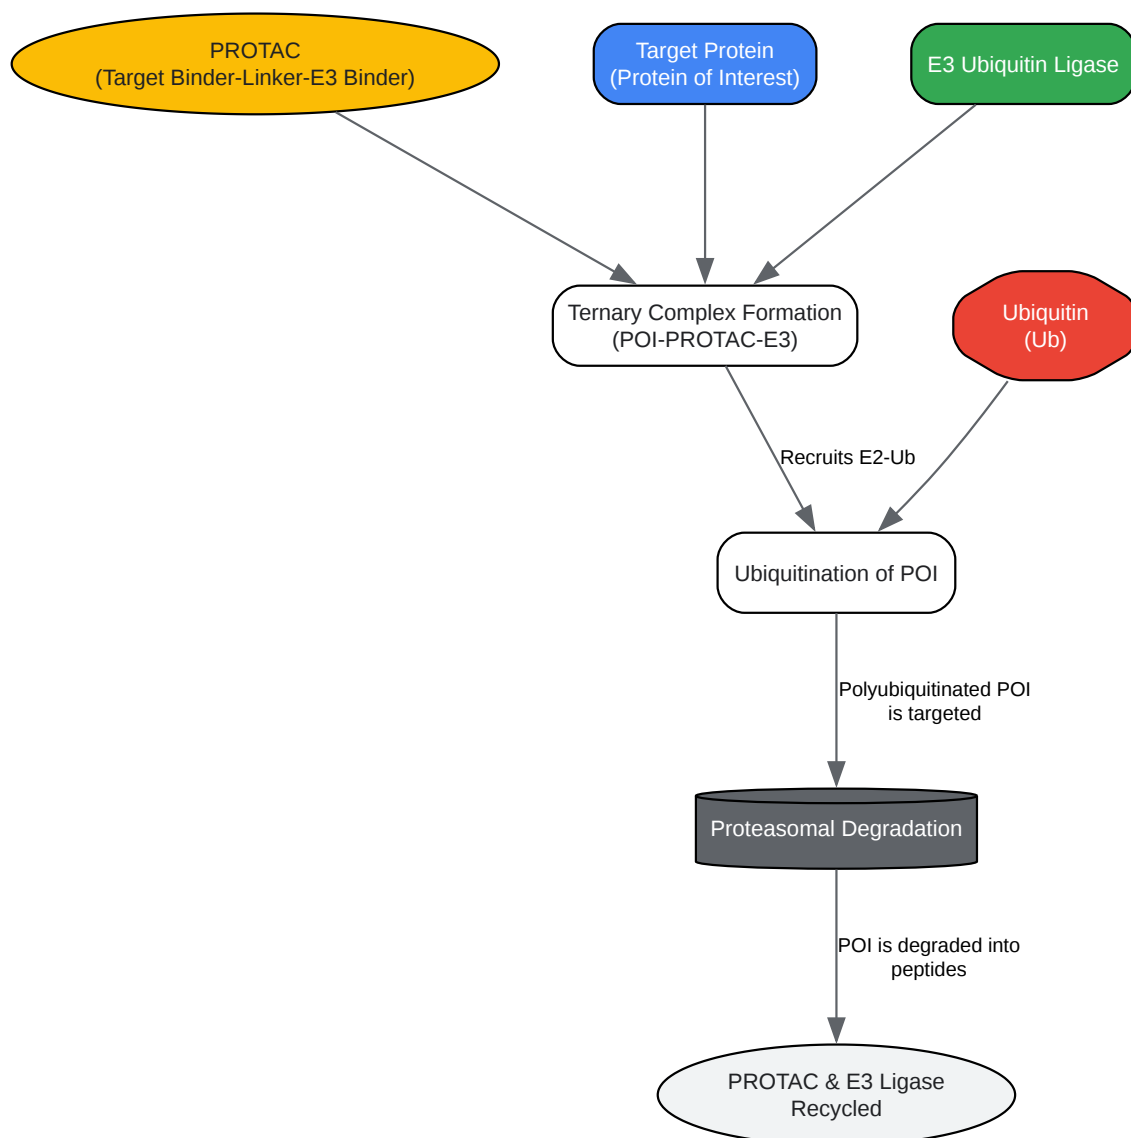 PROTAC
(Target Binder-Linker-E3 Binder)
Target Protein
(Protein of Interest)
E3 Ubiquitin Ligase
Ternary Complex Formation
(POI-PROTAC-E3)
Ubiquitin
(Ub)
Recruits E2-Ub
Ubiquitination of POI
Polyubiquitinated POI
is targeted
Proteasomal Degradation
POI is degraded into
peptides
PROTAC & E3 Ligase
Recycled